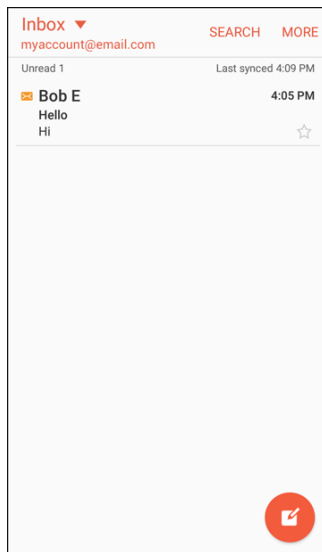 Inbox
myaccount@email.com
SEARCH MORE
Unread 1 Last synced 4:09 PM
Bob E 4:05 PM
Hello
Hi